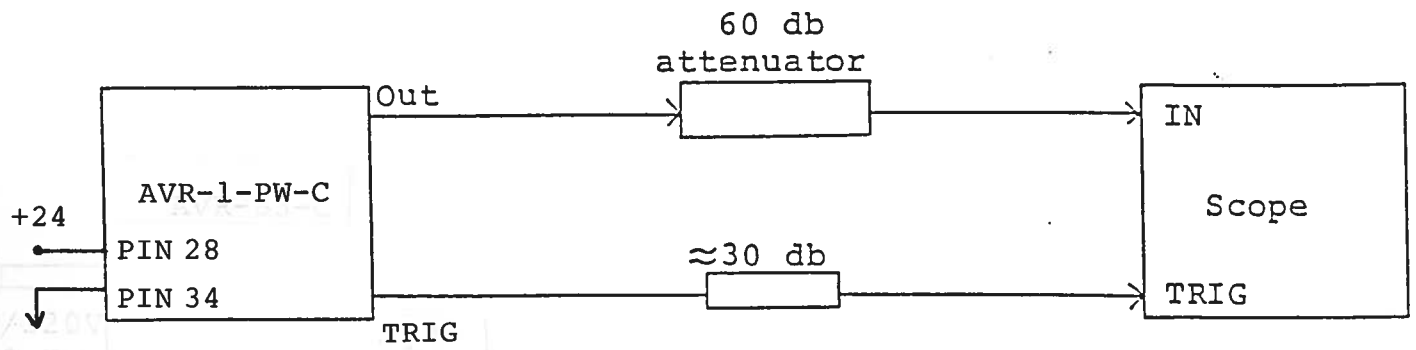 60 db
attenuator
Out
IN
AVR-1-PW-C
Scope
+24
PIN 28
≈30 db
PIN 34
TRIG
TRIG